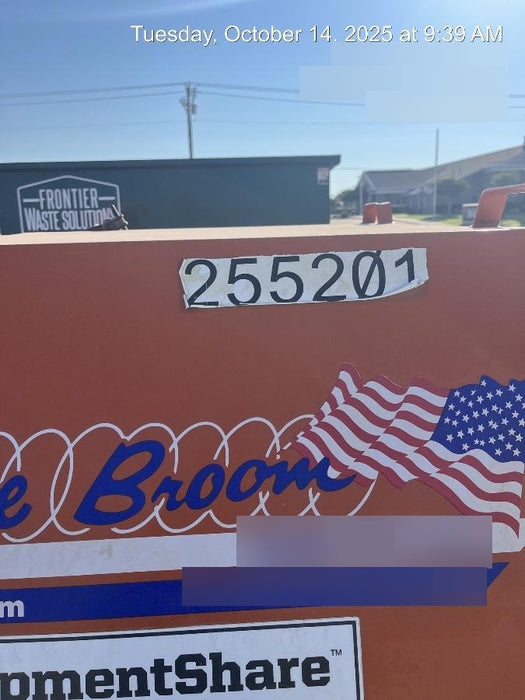 Tuesday, October 14, 2025 at 9:39 AM
FRONTIER
WASTE SOLUTIONS
255201
e Broom
m
pmentShare™